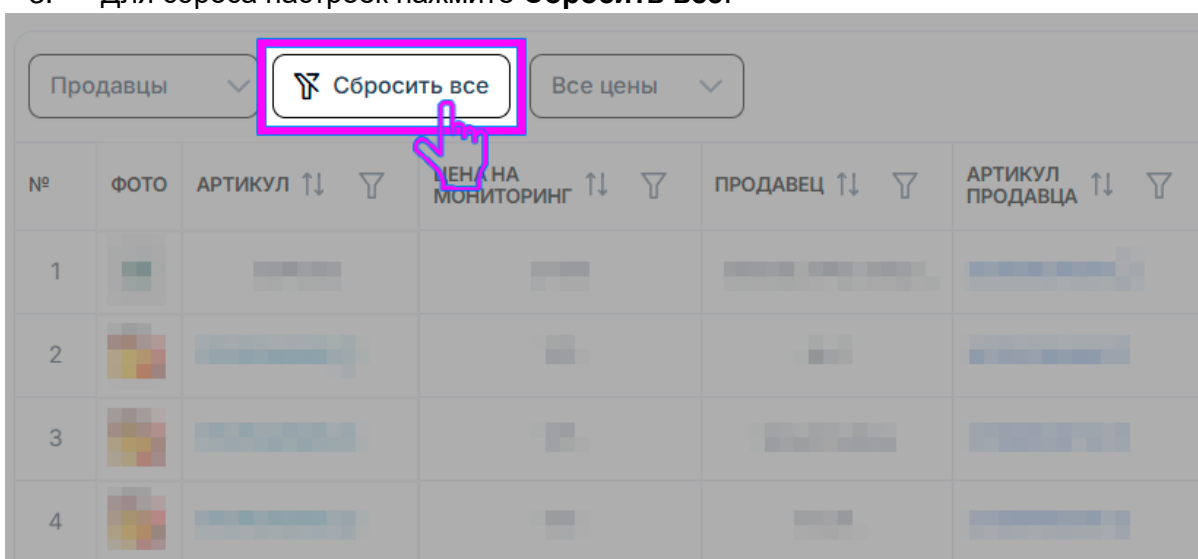 Для сброса настроек нажмите Сбросить все.
Продавцы Сбросить все Все цены
№ ФОТО АРТИКУЛ ЦЕНА НА МОНИТОРИНГ ПРОДАВЕЦ АРТИКУЛ ПРОДАВЦА
1
2
3
4